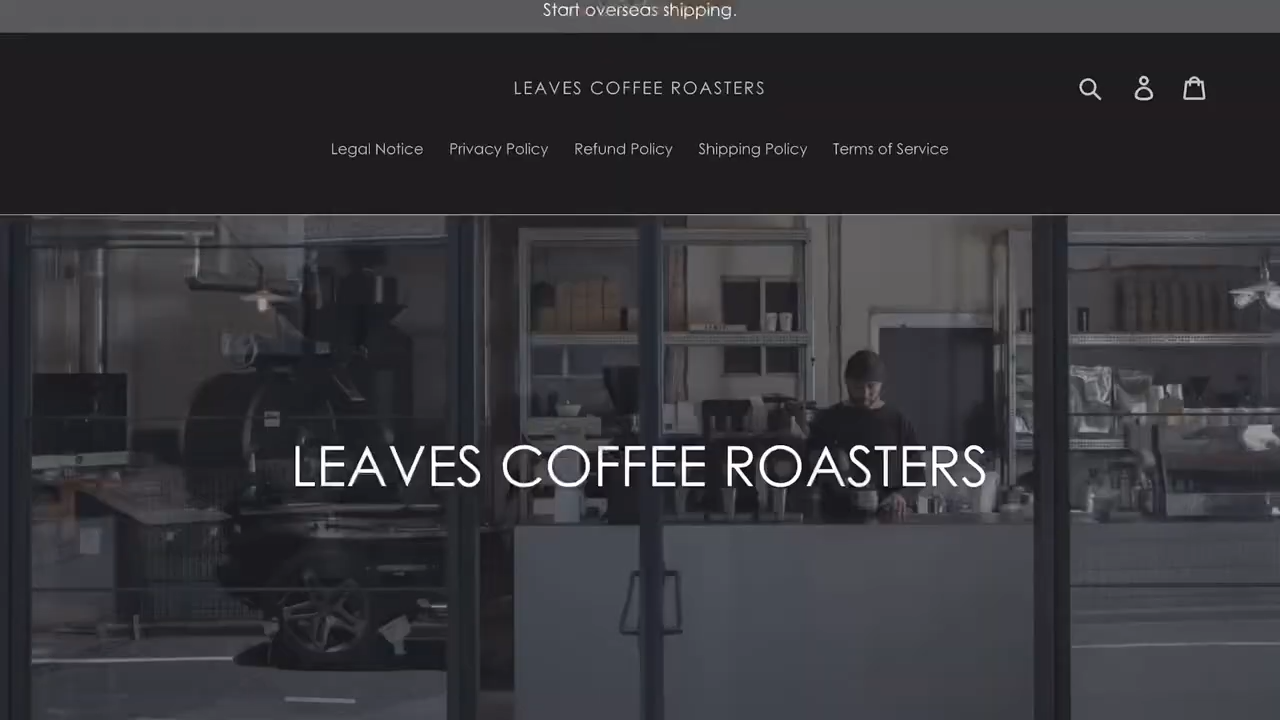 Start overseas shipping.
LEAVES COFFEE ROASTERS
Legal Notice Privacy Policy Refund Policy Shipping Policy Terms of Service
LEAVES COFFEE ROASTERS